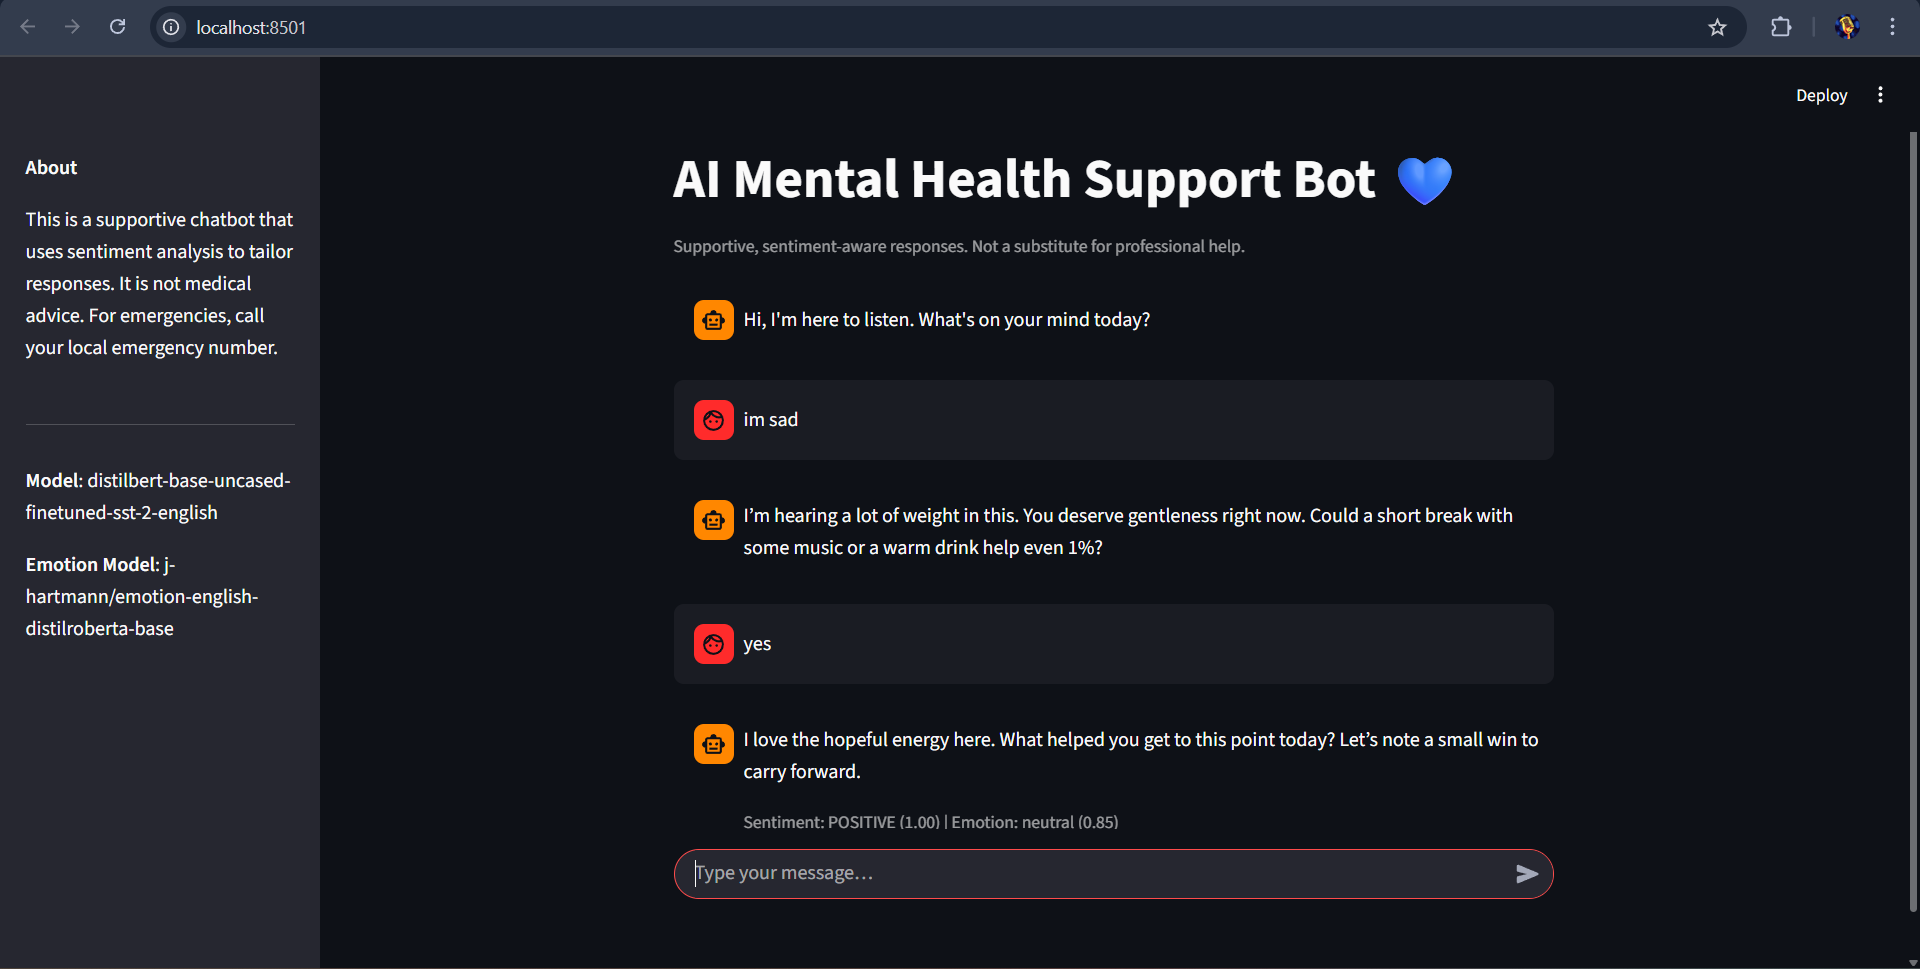 localhost:8501
Deploy
About
This is a supportive chatbot that
uses sentiment analysis to tailor
responses. It is not medical
advice. For emergencies, call
your local emergency number.
Model: distilbert-base-uncased-
finetuned-sst-2-english
Emotion Model: j-
hartmann/emotion-english-
distilroberta-base
AI Mental Health Support Bot 💙
Supportive, sentiment-aware responses. Not a substitute for professional help.
Hi, I'm here to listen. What's on your mind today?
im sad
I’m hearing a lot of weight in this. You deserve gentleness right now. Could a short break with
some music or a warm drink help even 1%?
yes
I love the hopeful energy here. What helped you get to this point today? Let’s note a small win to
carry forward.
Sentiment: POSITIVE (1.00) | Emotion: neutral (0.85)
Type your message…